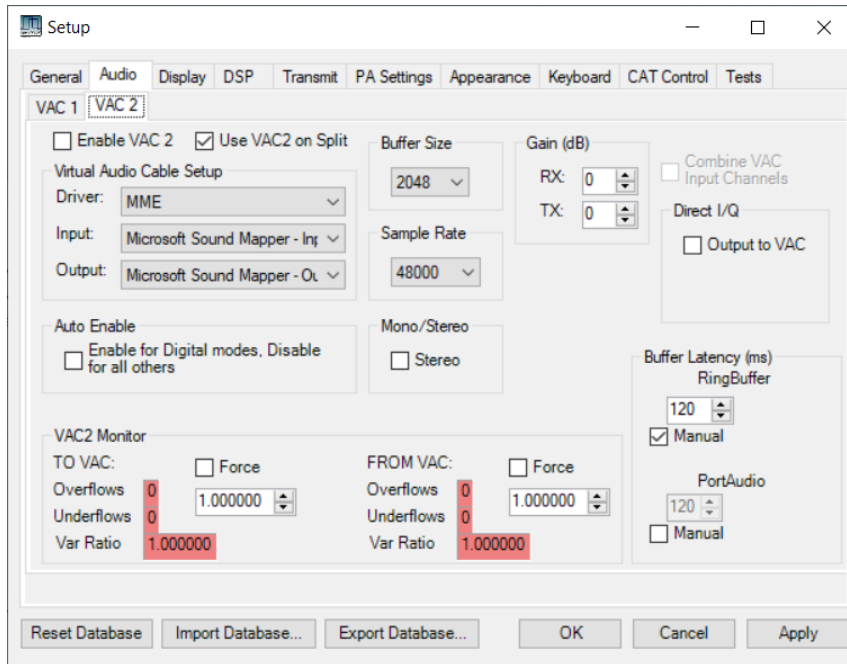 Setup
General Audio Display DSP Transmit PA Settings Appearance Keyboard CAT Control Tests
VAC 1 VAC 2
Enable VAC 2 Use VAC2 on Split
Virtual Audio Cable Setup
Driver: MME
Input: Microsoft Sound Mapper - Inp
Output: Microsoft Sound Mapper - Ou
Buffer Size
2048
Sample Rate
48000
Gain (dB)
RX: 0
TX: 0
Combine VAC
Input Channels
Direct I/Q
Output to VAC
Auto Enable
Enable for Digital modes, Disable
for all others
Mono/Stereo
Stereo
Buffer Latency (ms)
RingBuffer
120
Manual
PortAudio
120
Manual
VAC2 Monitor
TO VAC:
Force
Overflows 0
1.000000
Underflows 0
Var Ratio 1.000000
FROM VAC:
Force
Overflows 0
1.000000
Underflows 0
Var Ratio 1.000000
Reset Database Import Database... Export Database... OK Cancel Apply